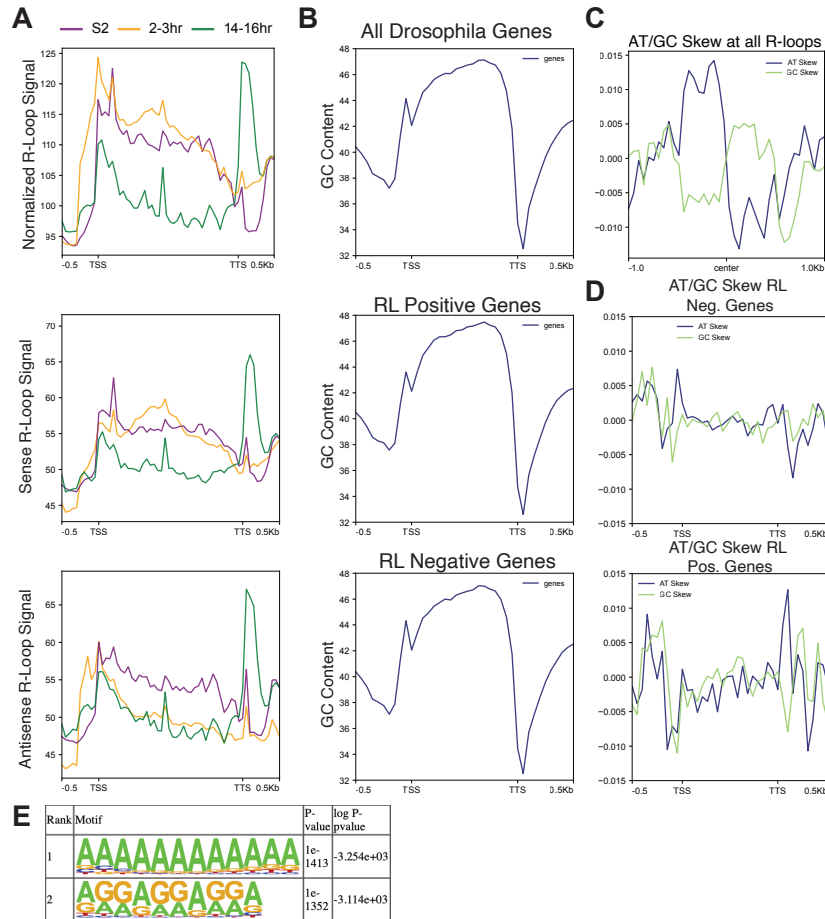 A
S2 2-3hr 14-16hr
Normalized R-Loop Signal
125
120
115
110
105
100
95
-0.5 TSS TTS 0.5Kb
Sense R-Loop Signal
70
65
60
55
50
45
-0.5 TSS TTS 0.5Kb
Antisense R-Loop Signal
65
60
55
50
45
-0.5 TSS TTS 0.5Kb
B
All Drosophila Genes
genes
GC Content
48
46
44
42
40
38
36
34
32
-0.5 TSS TTS 0.5Kb
RL Positive Genes
genes
GC Content
48
46
44
42
40
38
36
34
32
-0.5 TSS TTS 0.5Kb
RL Negative Genes
genes
GC Content
48
46
44
42
40
38
36
34
32
-0.5 TSS TTS 0.5Kb
C
AT/GC Skew at all R-loops
AT Skew
GC Skew
0.015
0.010
0.005
0.000
−0.005
−0.010
-1.0 center 1.0Kb
D
AT/GC Skew RL
Neg. Genes
AT Skew
GC Skew
0.015
0.010
0.005
0.000
−0.005
−0.010
−0.015
-0.5 TSS TTS 0.5Kb
AT/GC Skew RL
Pos. Genes
AT Skew
GC Skew
0.015
0.010
0.005
0.000
−0.005
−0.010
−0.015
-0.5 TSS TTS 0.5Kb
E
Rank Motif P-value log P-pvalue
1 AAAAAAAAAAAA 1e-1413 -3.254e+03
2 AGGAGGAGGA 1e-1352 -3.114e+03